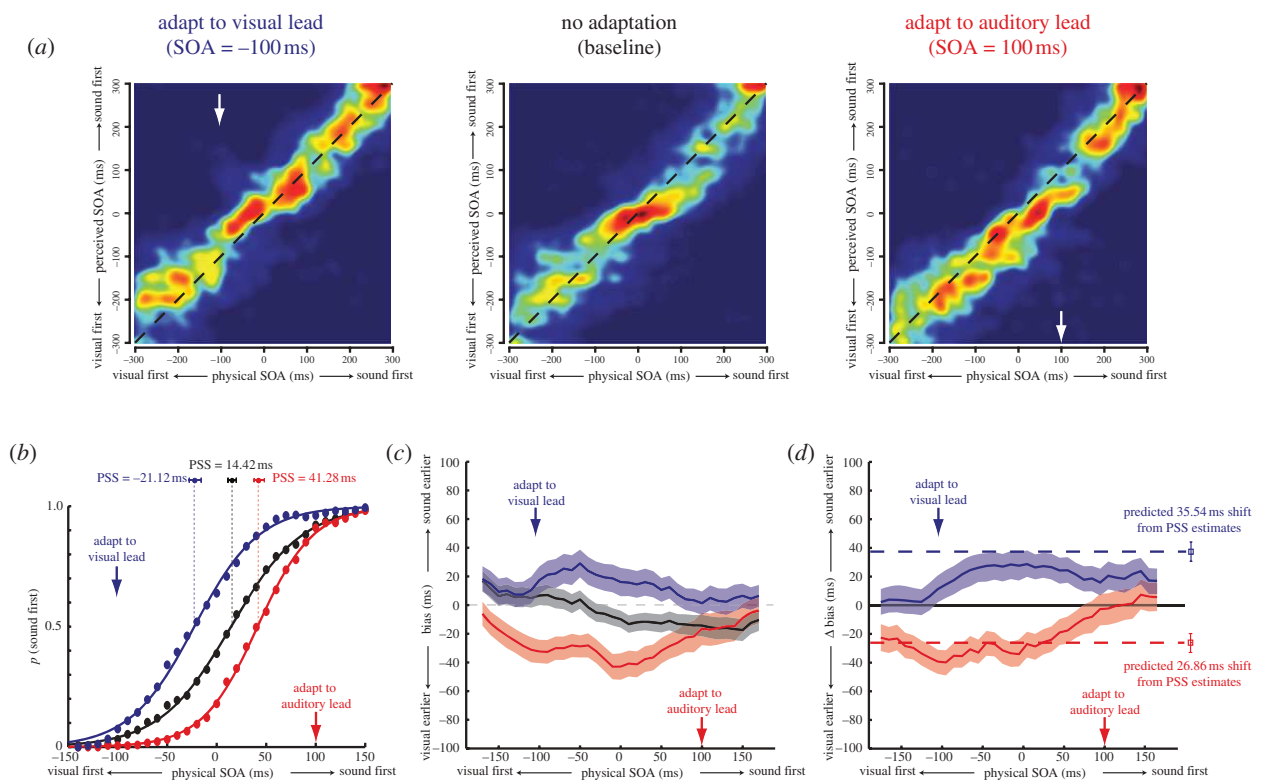 adapt to visual lead
(SOA = –100 ms)
no adaptation
(baseline)
adapt to auditory lead
(SOA = 100 ms)
(a)
300
200
100
0
–100
–200
–300
visual first
perceived SOA (ms)
sound first
–300
–200
–100
0
100
200
300
visual first
physical SOA (ms)
sound first
300
200
100
0
–100
–200
–300
visual first
perceived SOA (ms)
sound first
–300
–200
–100
0
100
200
300
visual first
physical SOA (ms)
sound first
300
200
100
0
–100
–200
–300
visual first
perceived SOA (ms)
sound first
–300
–200
–100
0
100
200
300
visual first
physical SOA (ms)
sound first
(b)
PSS = 14.42 ms
PSS = –21.12 ms
PSS = 41.28 ms
1.0
0.5
0
p (sound first)
adapt to
visual lead
adapt to
auditory lead
–150
–100
–50
0
50
100
150
visual first
physical SOA (ms)
sound first
(c)
100
80
60
40
20
0
–20
–40
–60
–80
–100
visual earlier
bias (ms)
sound earlier
adapt to
visual lead
adapt to
auditory lead
–150
–100
–50
0
50
100
150
visual first
physical SOA (ms)
sound first
(d)
100
80
60
40
20
0
–20
–40
–60
–80
–100
visual earlier
Δ bias (ms)
sound earlier
adapt to
visual lead
predicted 35.54 ms shift
from PSS estimates
predicted 26.86 ms shift
from PSS estimates
adapt to
auditory lead
–150
–100
–50
0
50
100
150
visual first
physical SOA (ms)
sound first